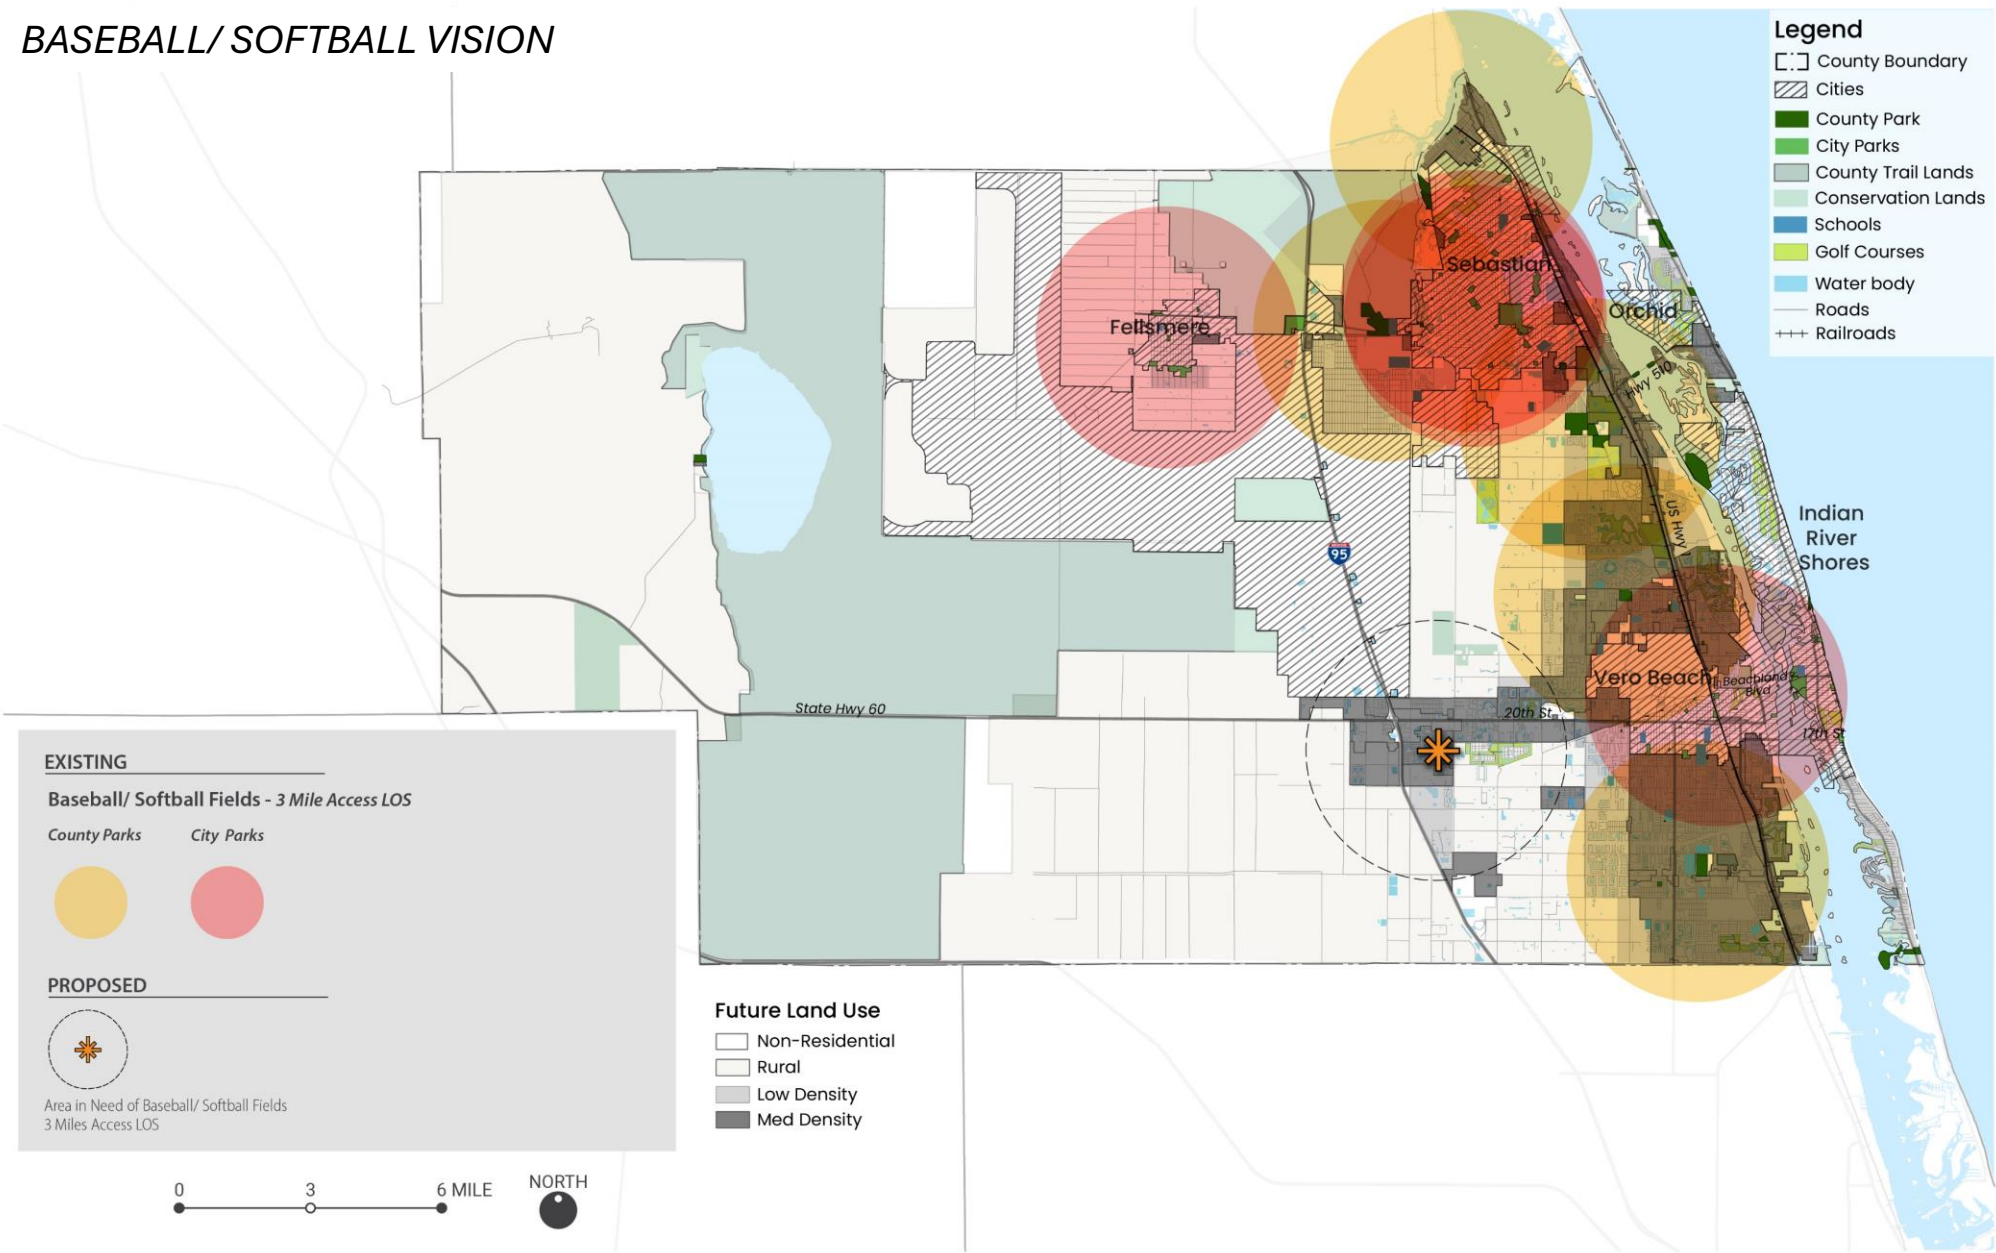 BASEBALL/ SOFTBALL VISION
Legend
County Boundary
Cities
County Park
City Parks
County Trail Lands
Conservation Lands
Schools
Golf Courses
Water body
Roads
Railroads
Sebastian
Orchid
Fellsmere
Hwy 510
US Hwy 1
Indian
River
Shores
95
Vero Beach
Beachland
Blvd
State Hwy 60
20th St
17th St
EXISTING
Baseball/ Softball Fields - 3 Mile Access LOS
County Parks
City Parks
PROPOSED
Area in Need of Baseball/ Softball Fields
3 Miles Access LOS
Future Land Use
Non-Residential
Rural
Low Density
Med Density
0
3
6 MILE
NORTH